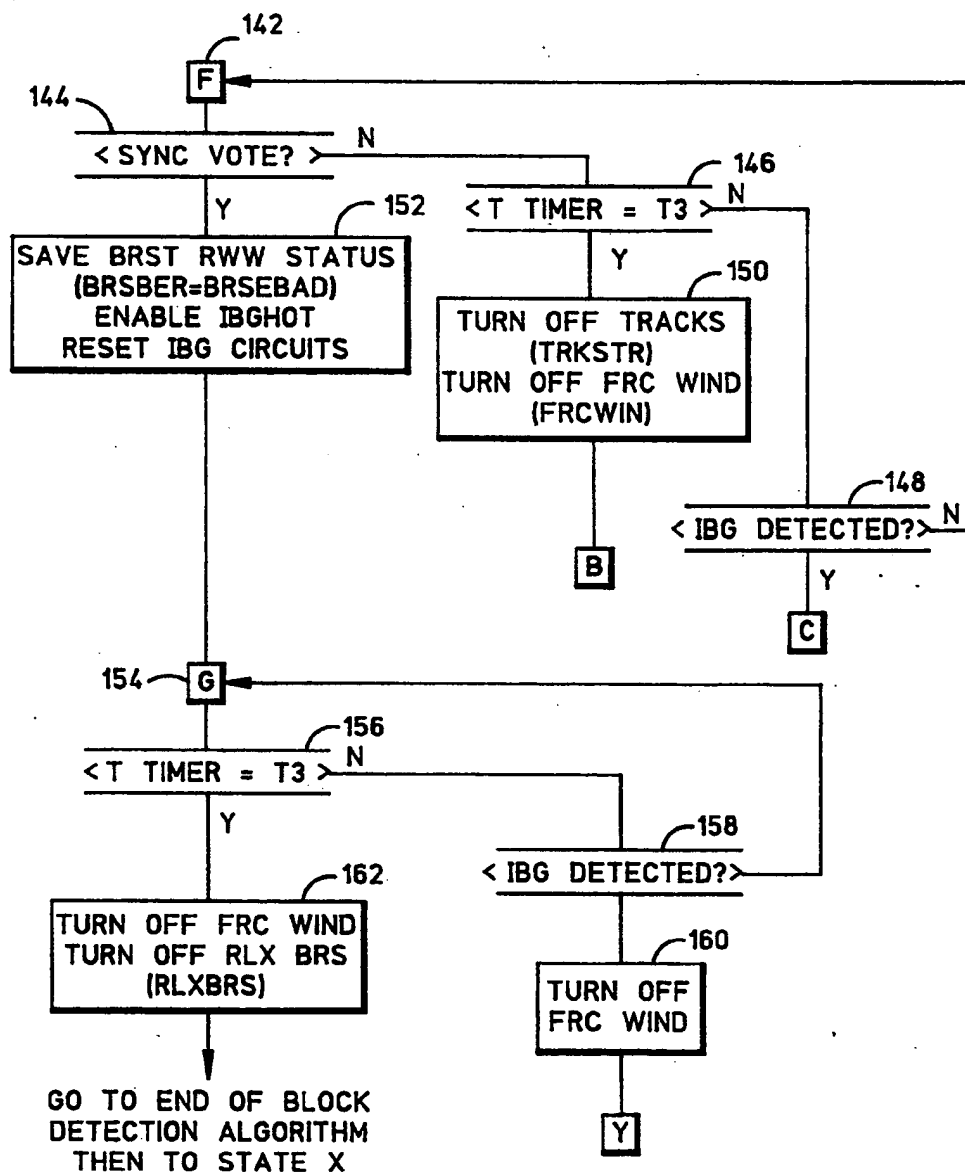 142
F
144
< SYNC VOTE? >
N
146
Y
152
< T TIMER = T3 >
N
SAVE BRST RWW STATUS
(BRSBER=BRSEBAD)
ENABLE IBGHOT
RESET IBG CIRCUITS
Y
150
TURN OFF TRACKS
(TRKSTR)
TURN OFF FRC WIND
(FRCWIN)
148
< IBG DETECTED? >
N
B
Y
C
154
G
156
< T TIMER = T3 >
N
Y
158
< IBG DETECTED? >
162
TURN OFF FRC WIND
TURN OFF RLX BRS
(RLXBRS)
160
TURN OFF
FRC WIND
GO TO END OF BLOCK
DETECTION ALGORITHM
THEN TO STATE X
Y